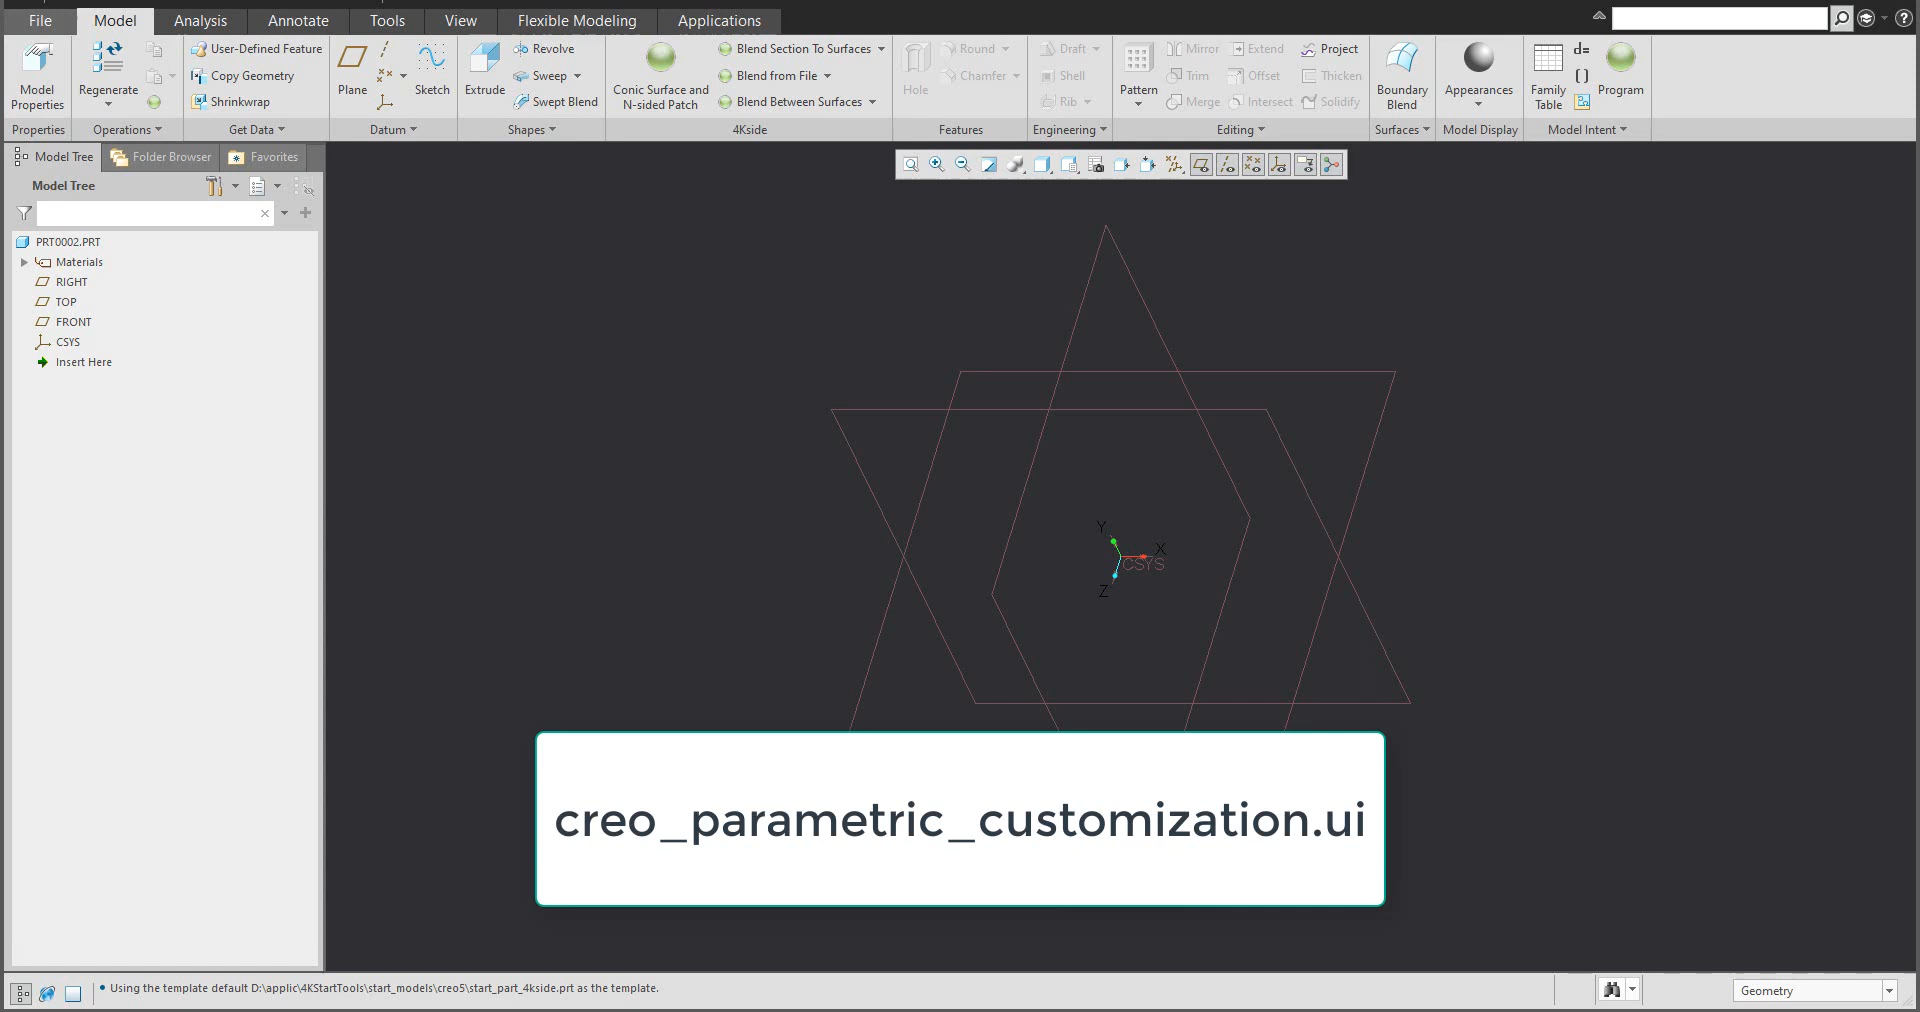 File Model Analysis Annotate Tools View Flexible Modeling Applications
Model Properties
Regenerate
User-Defined Feature
Copy Geometry
Shrinkwrap
Plane
Sketch
Extrude
Revolve
Sweep
Swept Blend
Conic Surface and N-sided Patch
Blend Section To Surfaces
Blend from File
Blend Between Surfaces
Hole
Round
Chamfer
Draft
Shell
Rib
Pattern
Mirror Extend Project
Trim Offset Thicken
Merge Intersect Solidify
Boundary Blend
Appearances
Family Table
d=
[ ]
Program
Properties Operations Get Data Datum Shapes 4Kside Features Engineering Editing Surfaces Model Display Model Intent
Model Tree Folder Browser Favorites
Model Tree
PRT0002.PRT
Materials
RIGHT
TOP
FRONT
CSYS
Insert Here
Y
X
CSYS
Z
creo_parametric_customization.ui
Using the template default D:\applic\4KStartTools\start_models\creo5\start_part_4kside.prt as the template.
Geometry